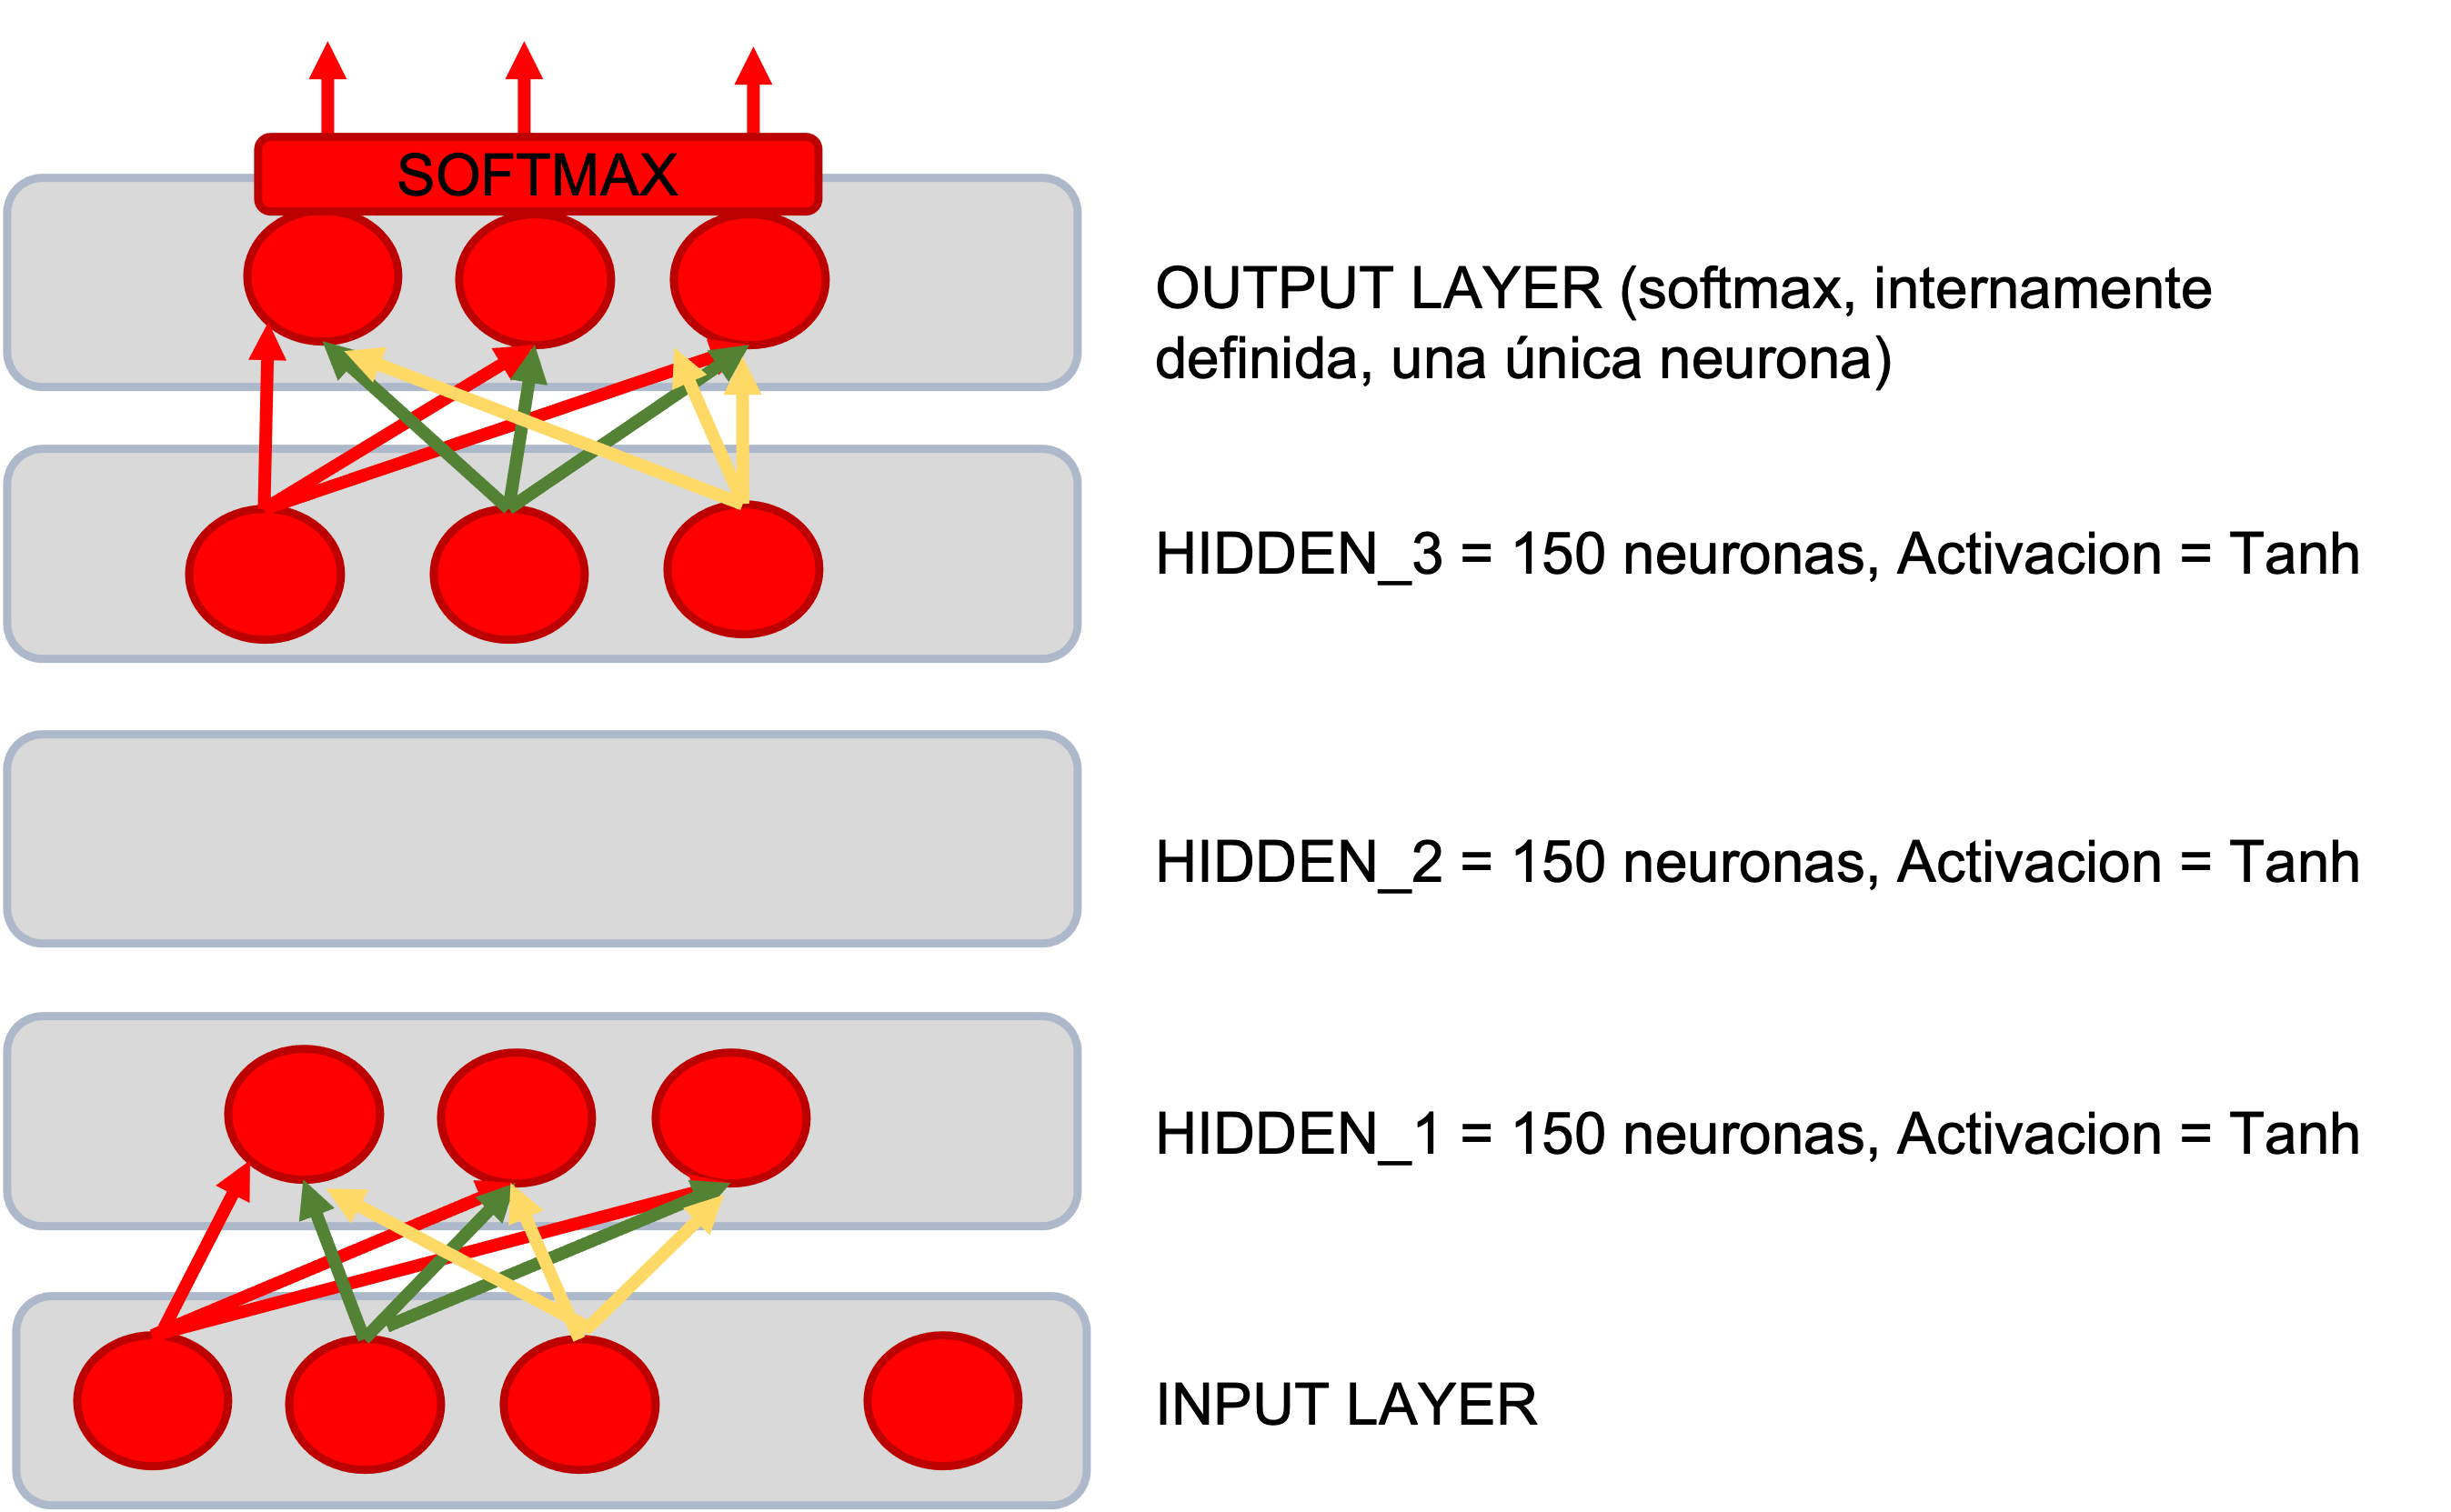 SOFTMAX
OUTPUT LAYER (softmax, internamente
definida, una única neurona)
HIDDEN_3 = 150 neuronas, Activacion = Tanh
HIDDEN_2 = 150 neuronas, Activacion = Tanh
HIDDEN_1 = 150 neuronas, Activacion = Tanh
INPUT LAYER